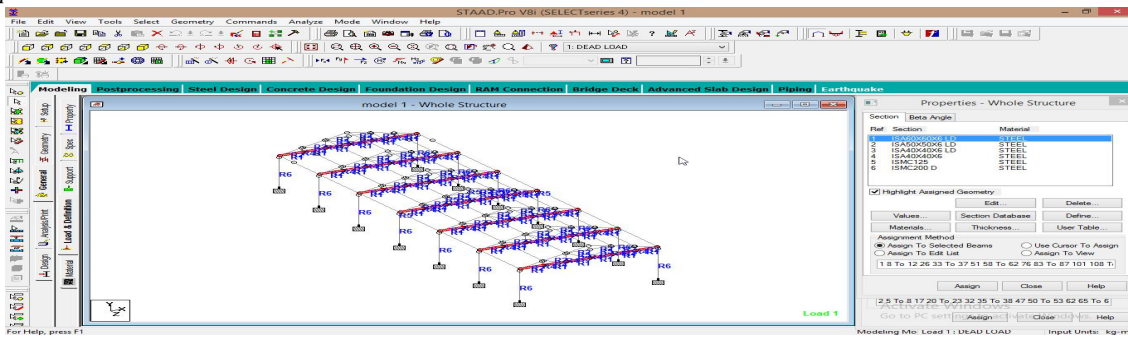 STAAD.Pro V8i (SELECTseries 4) - model 1
File Edit View Tools Select Geometry Commands Analyze Mode Window Help
1: DEAD LOAD
Modeling Postprocessing Steel Design Concrete Design Foundation Design RAM Connection Bridge Deck Advanced Slab Design Piping Earthquake
model 1 - Whole Structure
Setup
Geometry
General
Analysis/Print
Design
Property
Spec
Support
Load & Definition
Material
R6
R6
R6
R5
R6
R6
R6
R6
Y
X
Z
Load 1
Properties - Whole Structure
Section Beta Angle
Ref Section Material
1 ISA60X60X6 LD STEEL
2 ISA50X50X6 LD STEEL
3 ISA40X40X6 LD STEEL
4 ISA40X40X6 STEEL
5 ISMC125 STEEL
6 ISMC200 D STEEL
Highlight Assigned Geometry
Edit... Delete...
Values... Section Database Define...
Materials... Thickness... User Table...
Assignment Method
Assign To Selected Beams Use Cursor To Assign
Assign To Edit List Assign To View
1 8 To 12 26 33 To 37 51 58 To 62 76 83 To 87 101 108 T
Assign Close Help
2,5 To 8 17 20 To 23 32 35 To 38 47 50 To 53 62 65 To 6
Activate Windows
Go to PC settings to activate Windows.
Assign Close Help
For Help, press F1
Modeling Mo Load 1 : DEAD LOAD Input Units: kg-m